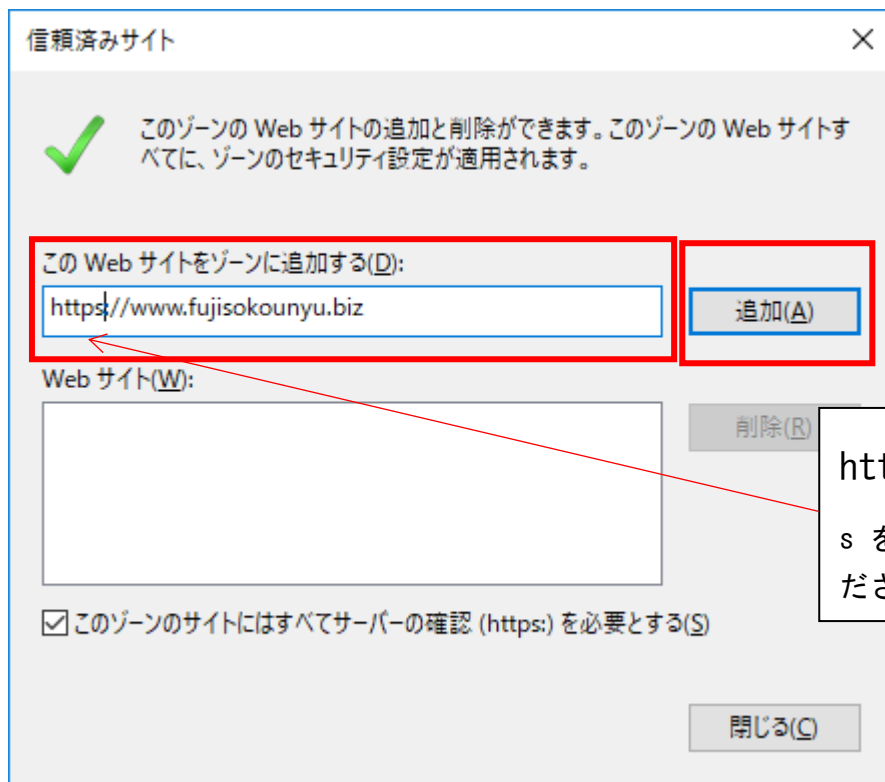 信頼済みサイト
このゾーンの Web サイトの追加と削除ができます。このゾーンの Web サイトす
べてに、ゾーンのセキュリティ設定が適用されます。
この Web サイトをゾーンに追加する(D):
https://www.fujisokounyu.biz
追加(A)
Web サイト(W):
削除(R)
htt
s を
ださ
このゾーンのサイトにはすべてサーバーの確認 (https:) を必要とする(S)
閉じる(C)